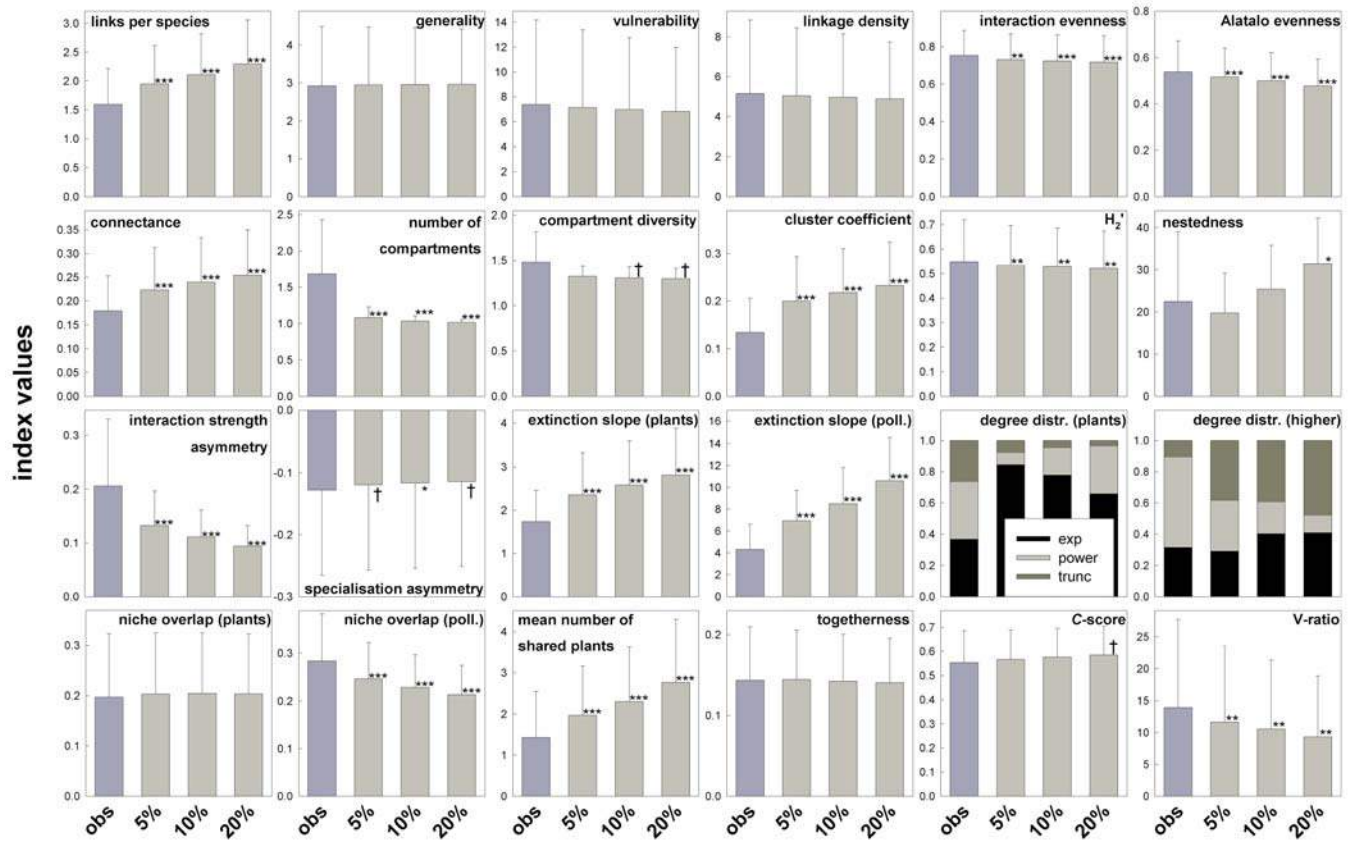 index values
links per species
3.0
2.5
2.0
1.5
1.0
0.5
0.0
*** *** ***
generality
4
3
2
1
0
vulnerability
14
12
10
8
6
4
2
0
linkage density
8
6
4
2
0
interaction evenness
0.8
0.6
0.4
0.2
0.0
** *** ***
Alatalo evenness
0.8
0.6
0.4
0.2
0.0
*** *** ***
connectance
0.35
0.30
0.25
0.20
0.15
0.10
0.05
0.00
*** *** ***
number of
compartments
2.5
2.0
1.5
1.0
0.5
0.0
*** *** ***
compartment diversity
2.0
1.5
1.0
0.5
0.0
† †
cluster coefficient
0.3
0.2
0.1
0.0
*** *** ***
H2'
0.7
0.6
0.5
0.4
0.3
0.2
0.1
0.0
** ** **
nestedness
40
30
20
10
0
*
interaction strength
asymmetry
0.3
0.2
0.1
0.0
*** *** ***
0.0
-0.1
-0.2
-0.3
† * †
specialisation asymmetry
extinction slope (plants)
4
3
2
1
0
*** *** ***
extinction slope (poll.)
16
14
12
10
8
6
4
2
0
*** *** ***
degree distr. (plants)
1.0
0.8
0.6
0.4
0.2
0.0
exp
power
trunc
degree distr. (higher)
1.0
0.8
0.6
0.4
0.2
0.0
niche overlap (plants)
0.3
0.2
0.1
0.0
obs 5% 10% 20%
niche overlap (poll.)
0.3
0.2
0.1
0.0
*** *** ***
obs 5% 10% 20%
mean number of
shared plants
4
3
2
1
0
*** *** ***
obs 5% 10% 20%
togetherness
0.2
0.1
0.0
obs 5% 10% 20%
C-score
0.7
0.6
0.5
0.4
0.3
0.2
0.1
0.0
†
obs 5% 10% 20%
V-ratio
25
20
15
10
5
0
** ** **
obs 5% 10% 20%